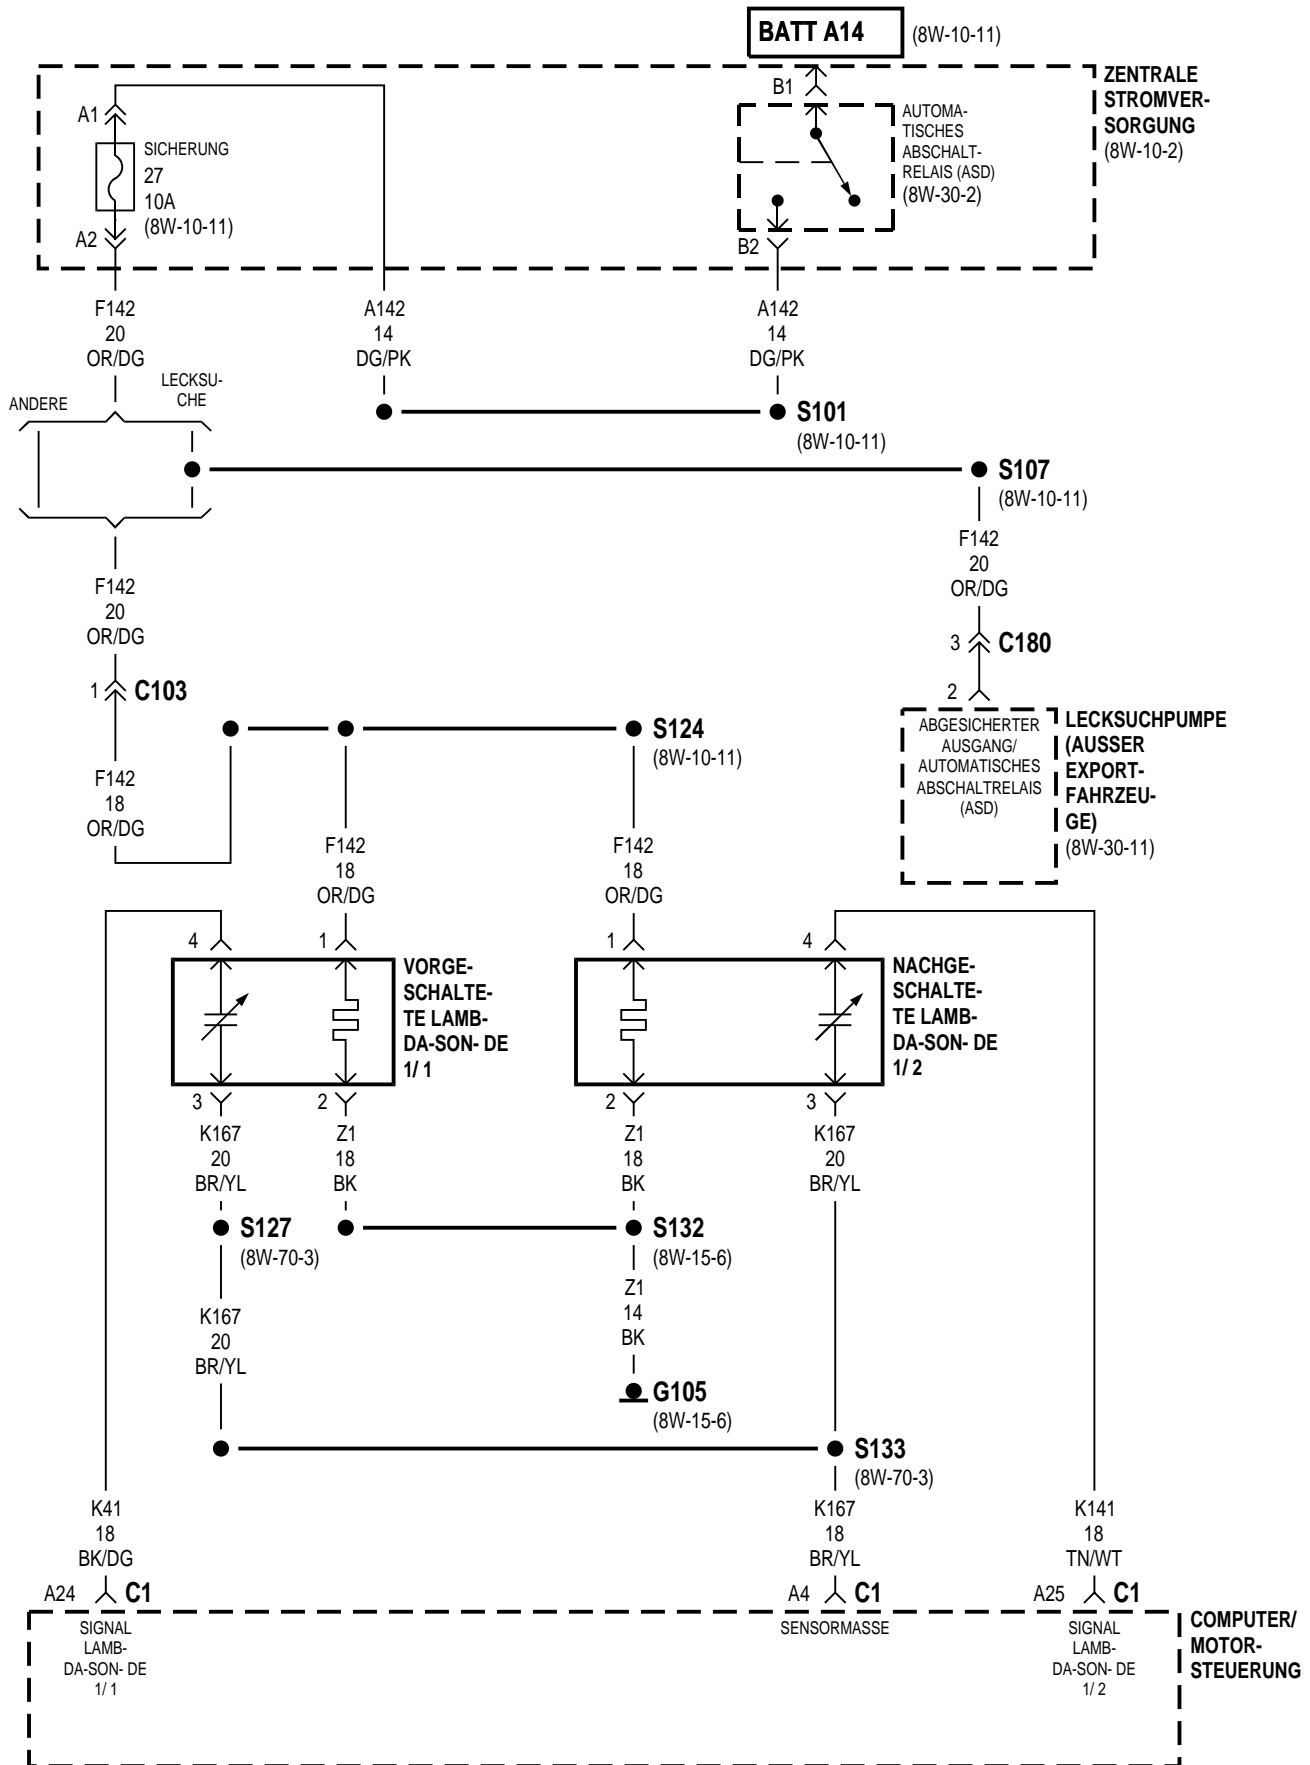 BATT A14
(8W-10-11)
ZENTRALE
STROMVER-
SORGUNG
(8W-10-2)
B1
AUTOMA-
TISCHES
ABSCHALT-
RELAIS (ASD)
(8W-30-2)
B2
A1
SICHERUNG
27
10A
(8W-10-11)
A2
F142
20
OR/DG
A142
14
DG/PK
A142
14
DG/PK
ANDERE
LECKSU-
CHE
S101
(8W-10-11)
S107
(8W-10-11)
F142
20
OR/DG
F142
20
OR/DG
3
C180
1
C103
2
ABGESICHERTER
AUSGANG/
AUTOMATISCHES
ABSCHALTRELAIS
(ASD)
LECKSUCHPUMPE
(AUSSER
EXPORT-
FAHRZEU-
GE)
(8W-30-11)
S124
(8W-10-11)
F142
18
OR/DG
F142
18
OR/DG
F142
18
OR/DG
4
1
1
4
VORGE-
SCHALTE-
TE LAMB-
DA-SON- DE
1/ 1
NACHGE-
SCHALTE-
TE LAMB-
DA-SON- DE
1/ 2
3
2
2
3
K167
20
BR/YL
Z1
18
BK
Z1
18
BK
K167
20
BR/YL
S127
(8W-70-3)
S132
(8W-15-6)
K167
20
BR/YL
Z1
14
BK
G105
(8W-15-6)
S133
(8W-70-3)
K41
18
BK/DG
K167
18
BR/YL
K141
18
TN/WT
A24
C1
A4
C1
A25
C1
SIGNAL
LAMB-
DA-SON- DE
1/ 1
SENSORMASSE
SIGNAL
LAMB-
DA-SON- DE
1/ 2
COMPUTER/
MOTOR-
STEUERUNG